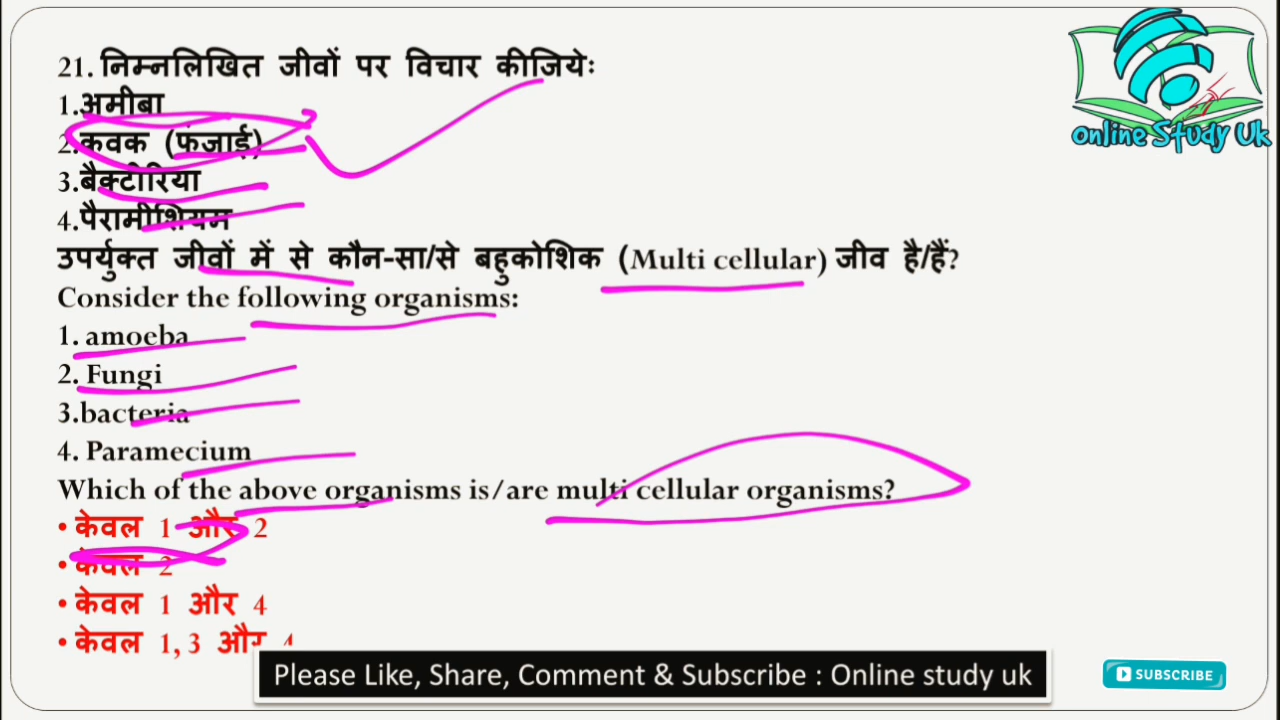 21. निम्नलिखित जीवों पर विचार कीजियेः
1.अमीबा
2.कवक (फंजाई)
3.बैक्टीरिया
4.पैरामीशियम
उपर्युक्त जीवों में से कौन-सा/से बहुकोशिक (Multi cellular) जीव है/हैं?
Consider the following organisms:
1. amoeba
2. Fungi
3.bacteria
4. Paramecium
Which of the above organisms is/are multi cellular organisms?
• केवल 1 और 2
• केवल 2
• केवल 1 और 4
• केवल 1, 3 और 4
Please Like, Share, Comment & Subscribe : Online study uk
SUBSCRIBE
Online Study Uk